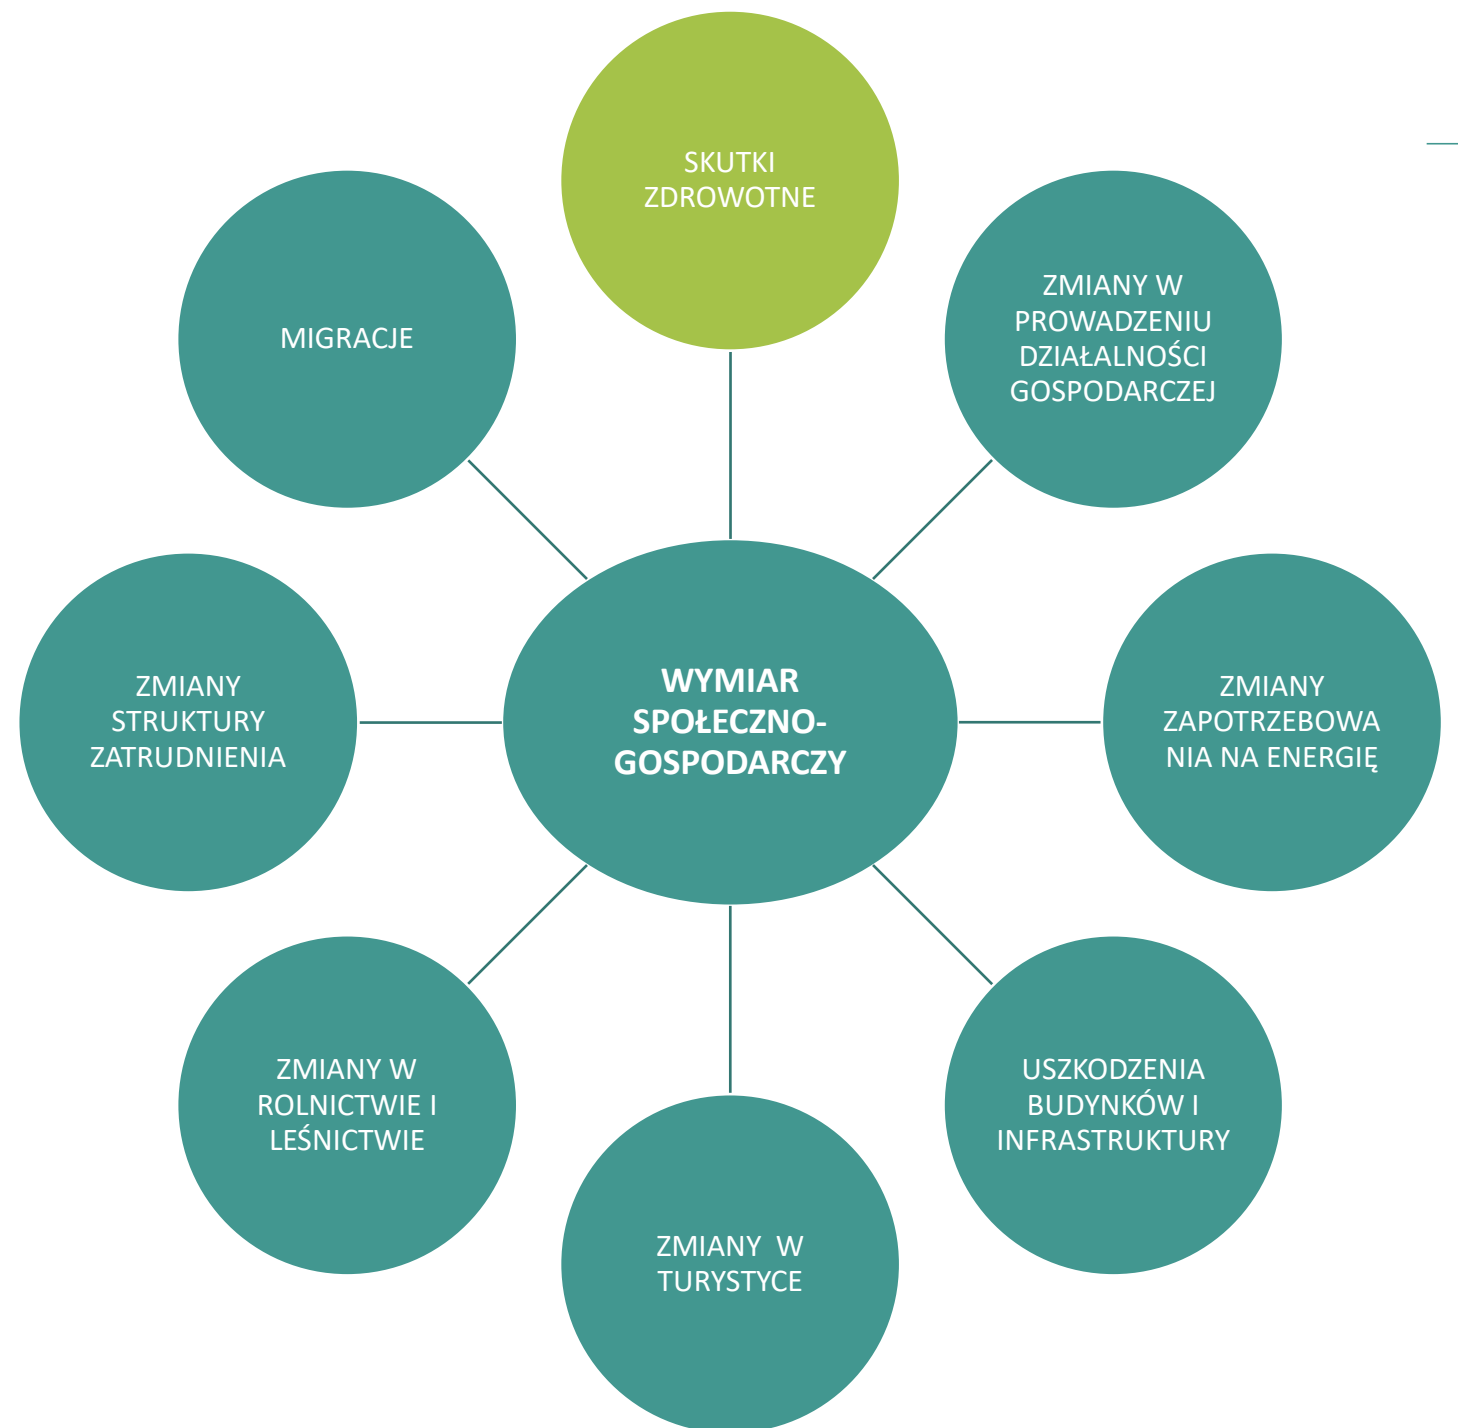 SKUTKI
ZDROWOTNE
ZMIANY W
PROWADZENIU
DZIAŁALNOŚCI
GOSPODARCZEJ
MIGRACJE
WYMIAR
SPOŁECZNO-
GOSPODARCZY
ZMIANY
ZAPOTRZEBOWA
NIA NA ENERGIĘ
ZMIANY
STRUKTURY
ZATRUDNIENIA
USZKODZENIA
BUDYNKÓW I
INFRASTRUKTURY
ZMIANY W
ROLNICTWIE I
LEŚNICTWIE
ZMIANY  W
TURYSTYCE